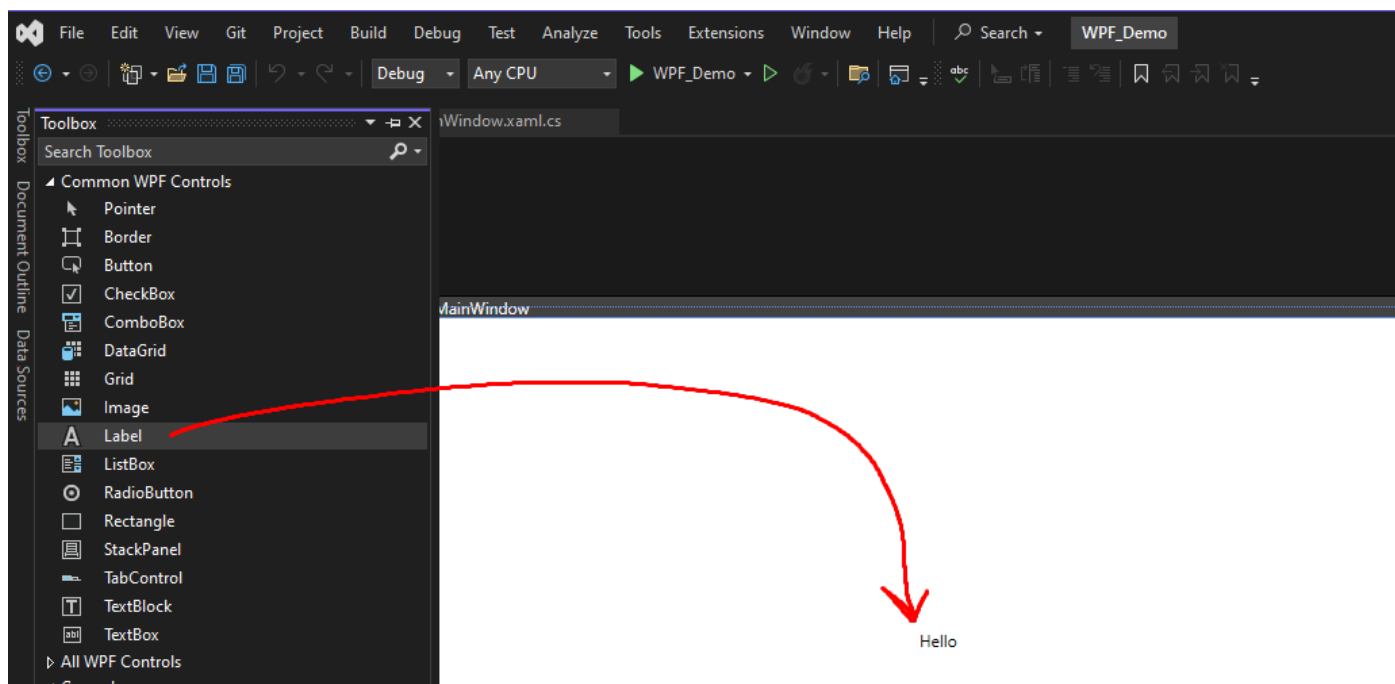 File Edit View Git Project Build Debug Test Analyze Tools Extensions Window Help Search WPF_Demo
Debug Any CPU WPF_Demo abc
Toolbox
Document Outline
Data Sources
Toolbox
Window.xaml.cs
Search Toolbox
Common WPF Controls
Pointer
Border
Button
CheckBox
ComboBox
MainWindow
DataGrid
Grid
Image
Label
ListBox
RadioButton
Rectangle
StackPanel
TabControl
TextBlock
TextBox
Hello
All WPF Controls